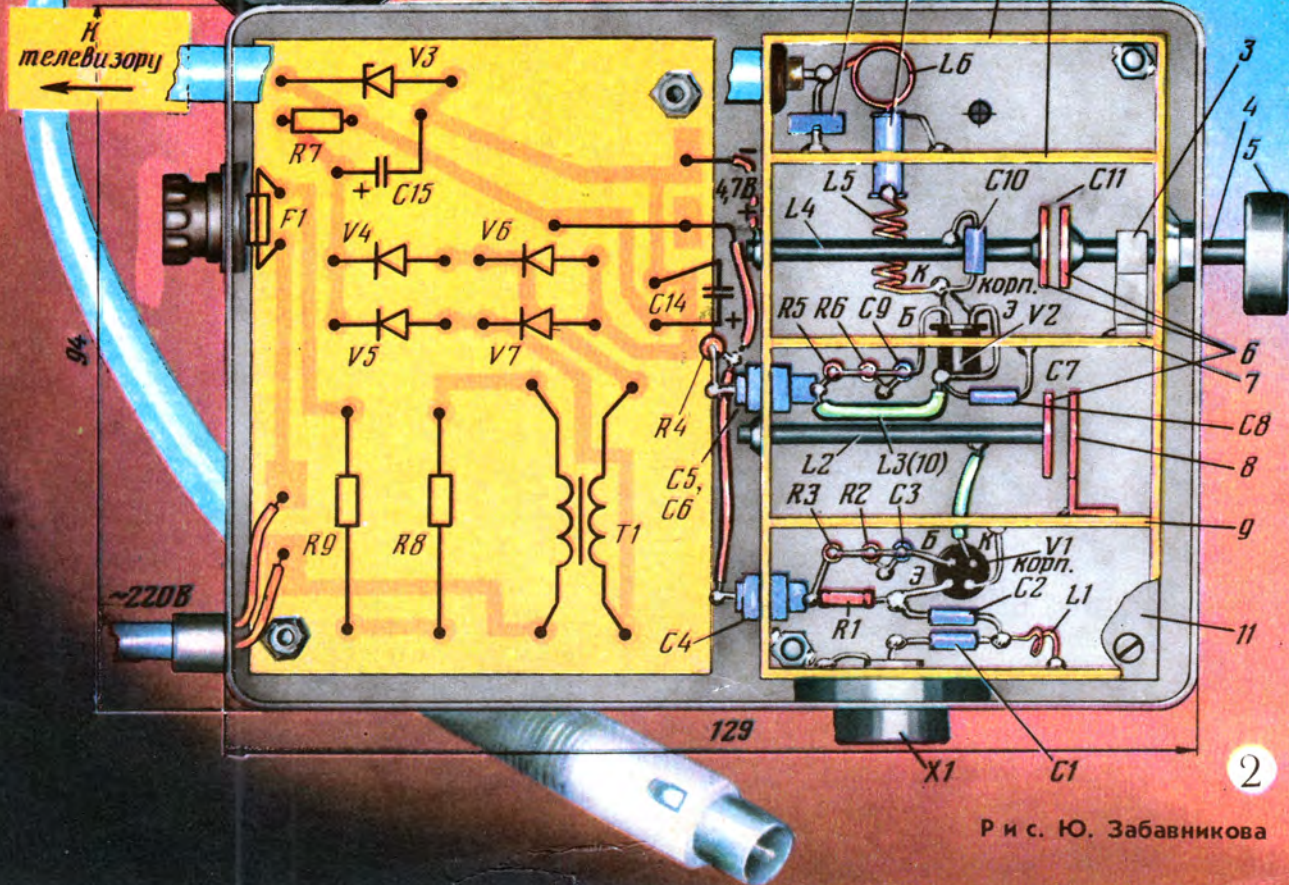 К
телевизору
V3
L6
3
4
5
R7
+ C15
- 4,7В +
L5
L4
C10
C11
F1
V4
V6
К
корп.
C14
+
R5
R6
C9
Б
Э
V2
V5
V7
6
7
94
C7
R4
C8
L2
L3(10)
8
C5,
C6
R3
R2
C3
9
R9
R8
T1
Б
К
V1
Э
корп.
~220В
C2
L1
R1
11
C4
129
X1
C1
2
Рис. Ю. Забавникова